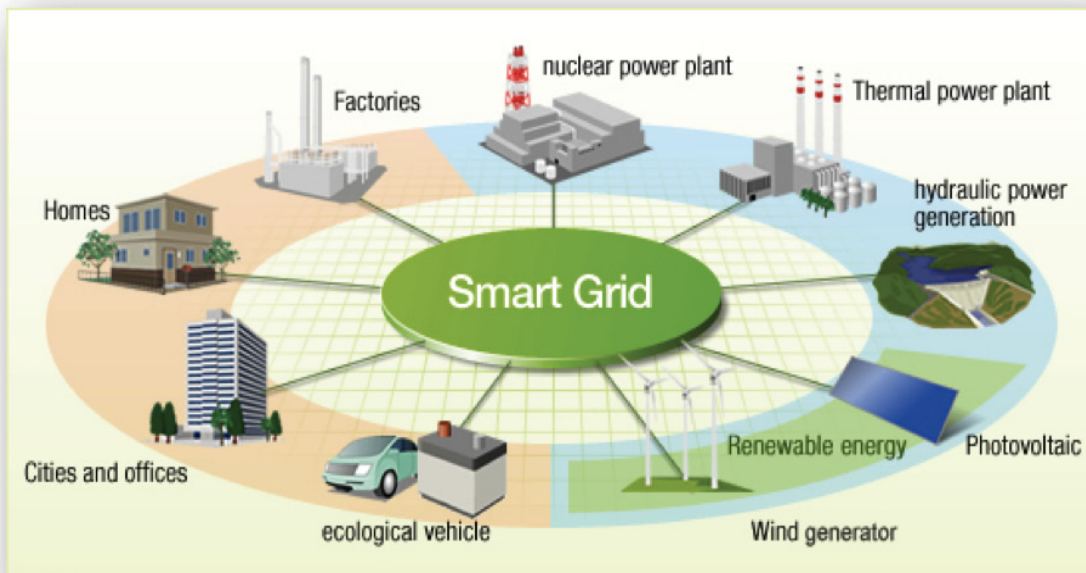 nuclear power plant
Factories
Thermal power plant
Homes
hydraulic power
generation
Smart Grid
Renewable energy
Photovoltaic
Cities and offices
ecological vehicle
Wind generator